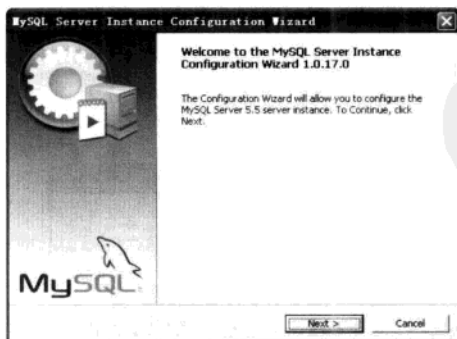 MySQL Server Instance Configuration Wizard
Welcome to the MySQL Server Instance
Configuration Wizard 1.0.17.0
The Configuration Wizard will allow you to configure the
MySQL Server 5.5 server instance. To Continue, click
Next.
MySQL
Next >
Cancel